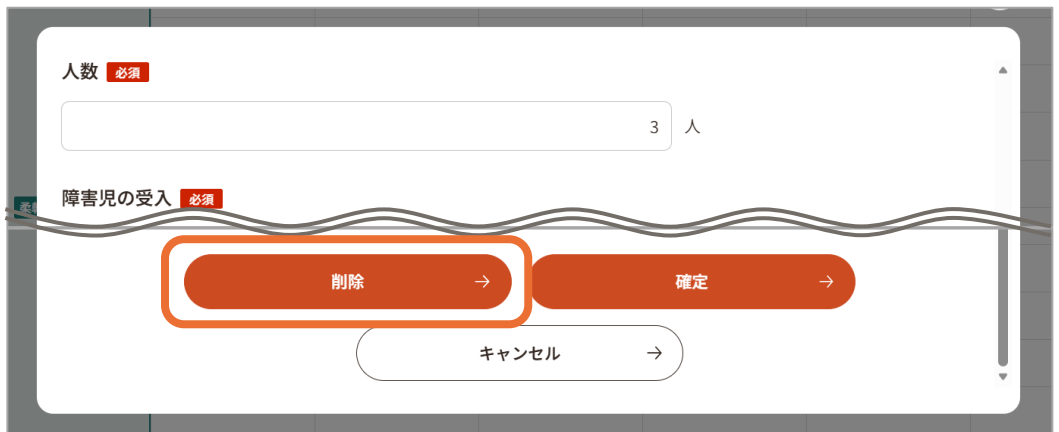 人数 必須
3 人
障害児の受入 必須
削除 → 確定 →
キャンセル →